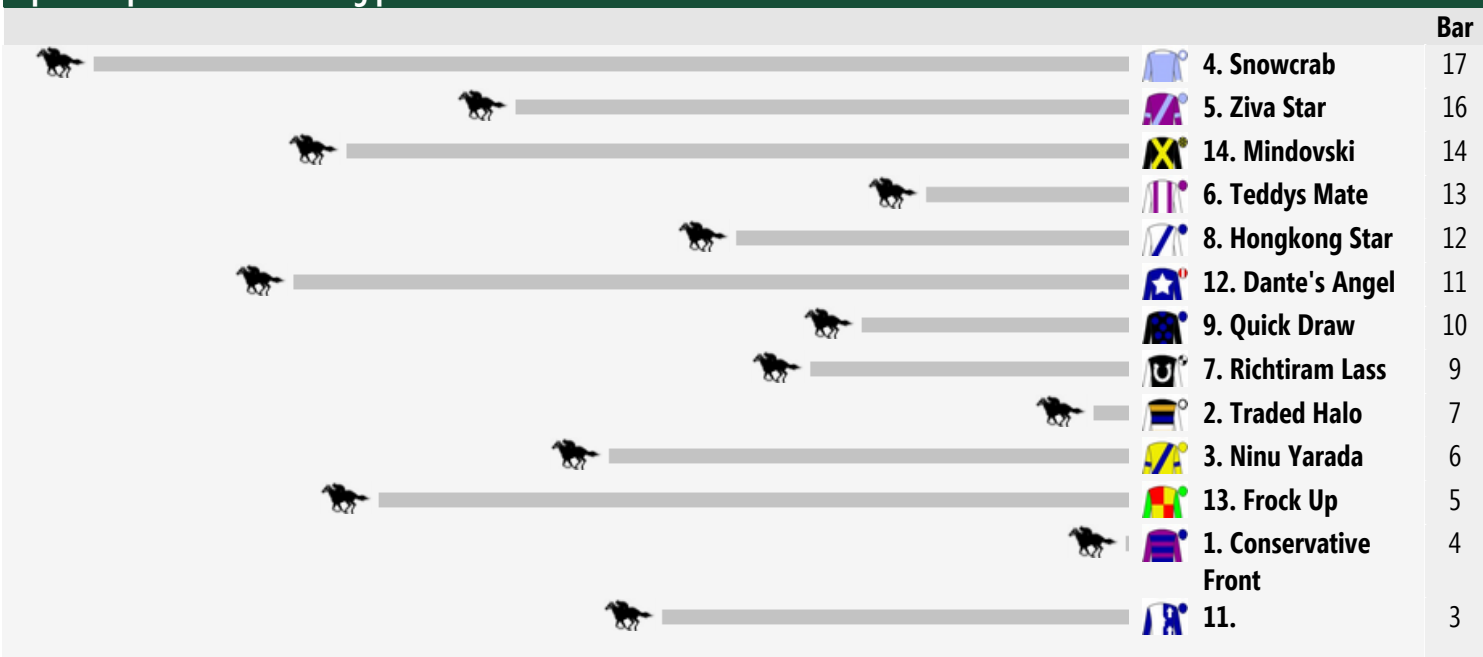 Bar
4. Snowcrab 17
5. Ziva Star 16
14. Mindovski 14
6. Teddys Mate 13
8. Hongkong Star 12
12. Dante's Angel 11
9. Quick Draw 10
7. Richtiram Lass 9
2. Traded Halo 7
3. Ninu Yarada 6
13. Frock Up 5
1. Conservative 4
Front
11. 3